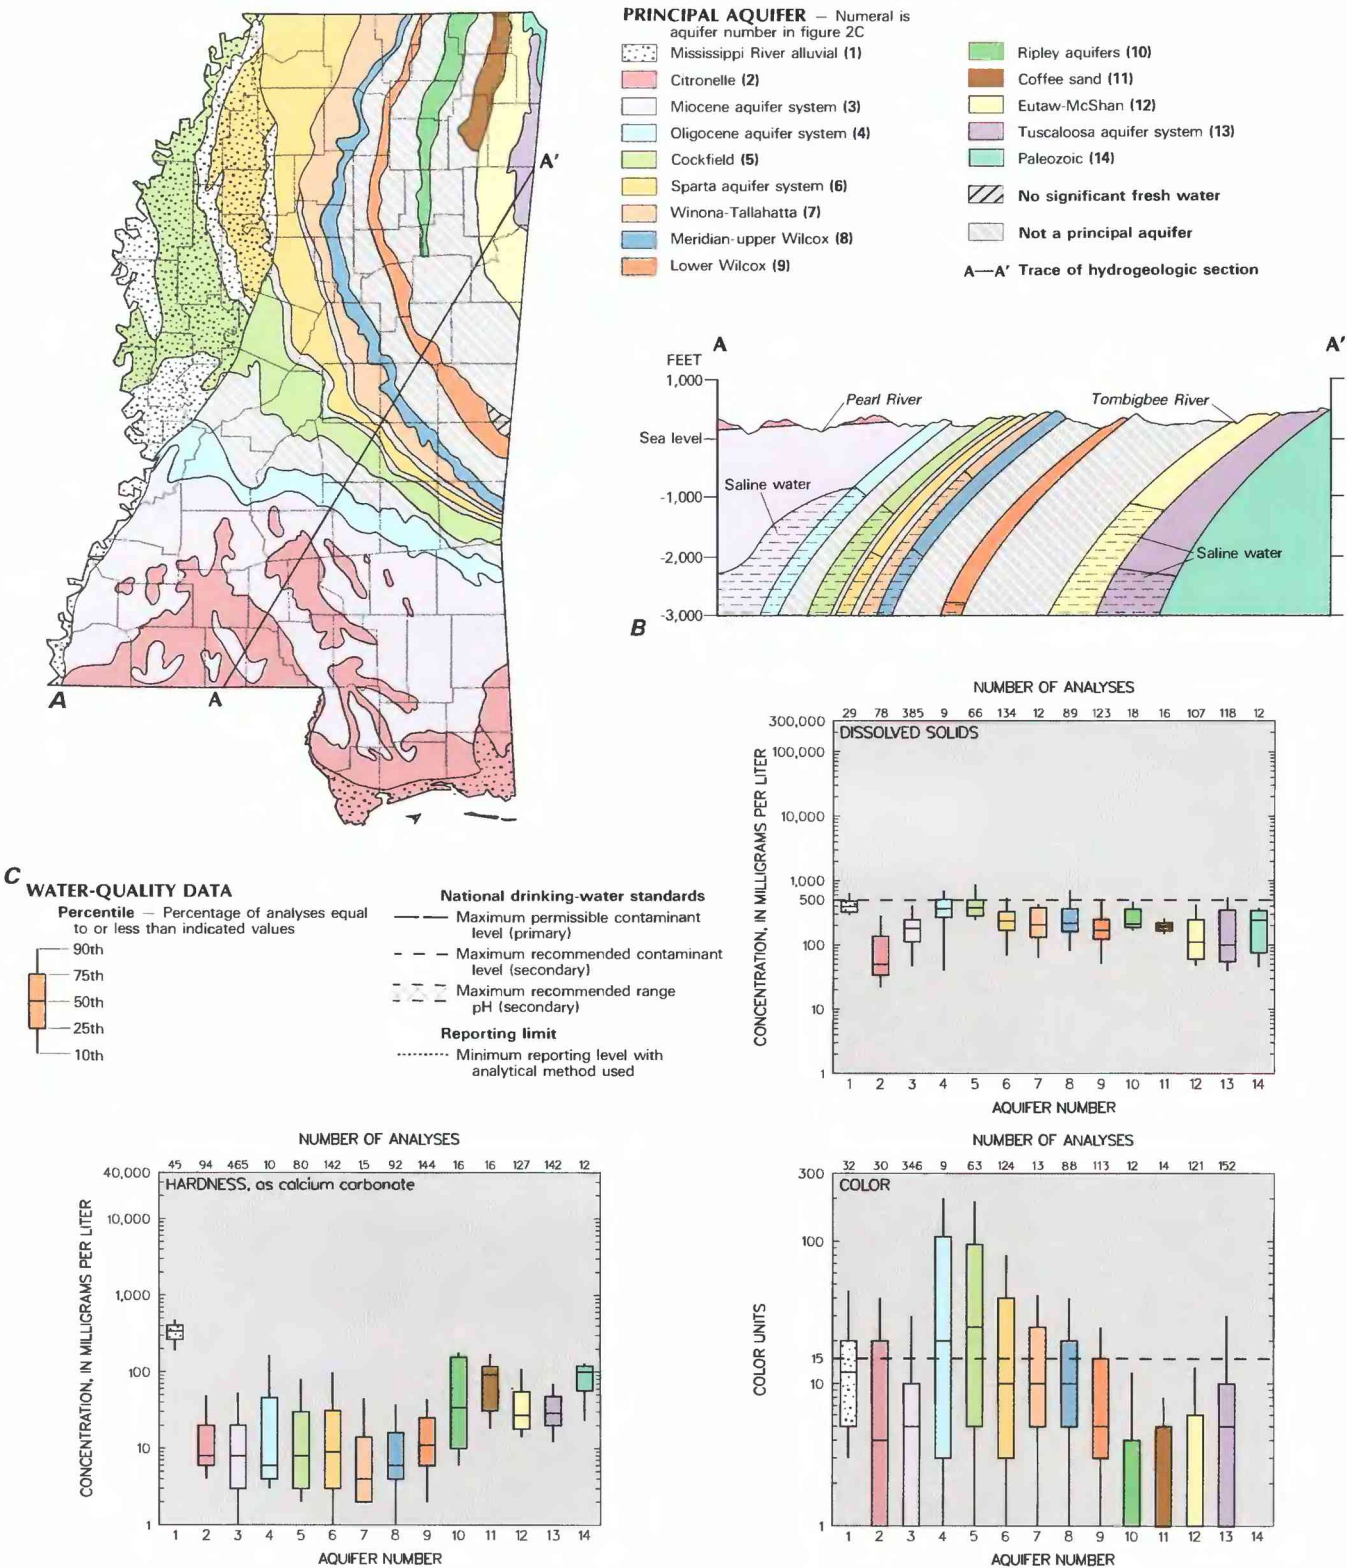 PRINCIPAL AQUIFER — Numeral is
aquifer number in figure 2C
Mississippi River alluvial (1)
Citronelle (2)
Miocene aquifer system (3)
Oligocene aquifer system (4)
Cockfield (5)
Sparta aquifer system (6)
Winona-Tallahatta (7)
Meridian-upper Wilcox (8)
Lower Wilcox (9)
Ripley aquifers (10)
Coffee sand (11)
Eutaw-McShan (12)
Tuscaloosa aquifer system (13)
Paleozoic (14)
No significant fresh water
Not a principal aquifer
A—A' Trace of hydrogeologic section
A'
A
A
A
A'
FEET
1,000
Sea level
-1,000
-2,000
-3,000
Pearl River
Tombigbee River
Saline water
Saline water
B
C
WATER-QUALITY DATA
Percentile — Percentage of analyses equal
to or less than indicated values
90th
75th
50th
25th
10th
National drinking-water standards
Maximum permissible contaminant
level (primary)
Maximum recommended contaminant
level (secondary)
Maximum recommended range
pH (secondary)
Reporting limit
Minimum reporting level with
analytical method used
NUMBER OF ANALYSES
29 78 385 9 66 134 12 89 123 18 16 107 118 12
DISSOLVED SOLIDS
CONCENTRATION, IN MILLIGRAMS PER LITER
300,000
100,000
10,000
1,000
500
100
10
1
1 2 3 4 5 6 7 8 9 10 11 12 13 14
AQUIFER NUMBER
NUMBER OF ANALYSES
45 94 465 10 80 142 15 92 144 16 16 127 142 12
HARDNESS, as calcium carbonate
CONCENTRATION, IN MILLIGRAMS PER LITER
40,000
10,000
1,000
100
10
1
1 2 3 4 5 6 7 8 9 10 11 12 13 14
AQUIFER NUMBER
NUMBER OF ANALYSES
32 30 346 9 63 124 13 88 113 12 14 121 152
COLOR
COLOR UNITS
300
100
15
10
1
1 2 3 4 5 6 7 8 9 10 11 12 13 14
AQUIFER NUMBER